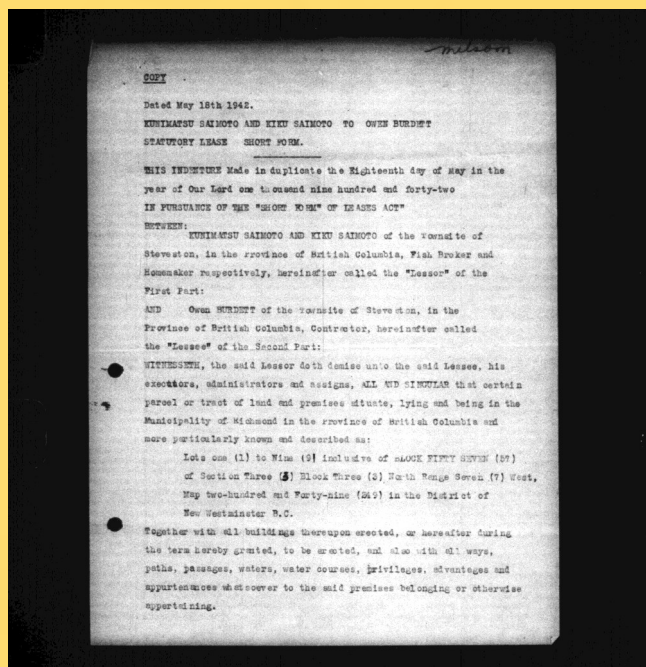 melsom
COPY
Dated May 18th 1942.
KUNIMATSU SAIMOTO AND KIKU SAIMOTO TO OWEN BURDETT
STATUTORY LEASE SHORT FORM.
THIS INDENTURE Made in duplicate the Eighteenth day of May in the
year of Our Lord one thousand nine hundred and forty-two
IN PURSUANCE OF THE "SHORT FORM" OF LEASES ACT"
BETWEEN:
KUNIMATSU SAIMOTO AND KIKU SAIMOTO of the Townsite of
Steveston, in the Province of British Columbia, Fish Broker and
Homemaker respectively, hereinafter called the "Lessor" of the
First Part:
AND Owen BURDETT of the Townsite of Steveston, in the
Province of British Columbia, Contractor, hereinafter called
the "Lessee" of the Second Part:
WITNESSETH, the said Lessor doth demise unto the said Lessee, his
executors, administrators and assigns, ALL AND SINGULAR that certain
parcel or tract of land and premises situate, lying and being in the
Municipality of Richmond in the Province of British Columbia and
more particularly known and described as:
Lots one (1) to Nine (9) inclusive of BLOCK FIFTY SEVEN (57)
of Section Three (3) Block Three (3) North Range Seven (7) West,
Map two-hundred and Forty-nine (249) in the District of
New Westminster B.C.
Together with all buildings thereupon erected, or hereafter during
the term hereby granted, to be erected, and also with all ways,
paths, passages, waters, water courses, privileges, advantages and
appurtenances whatsoever to the said premises belonging or otherwise
appertaining.